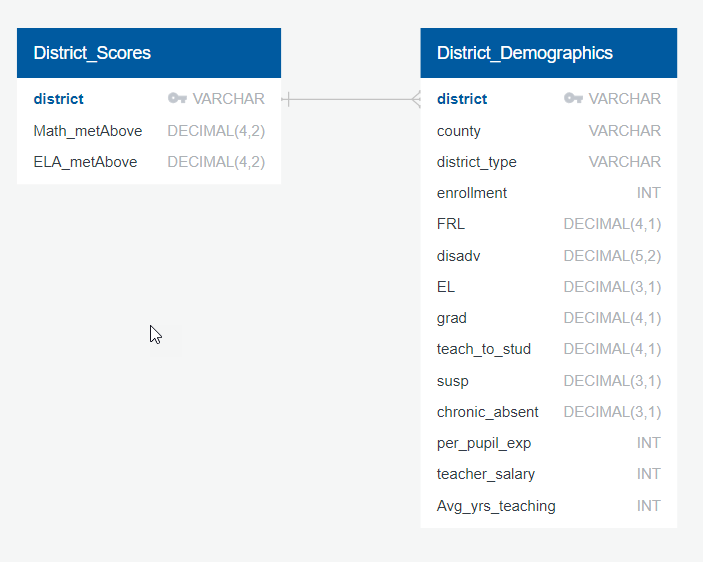 District_Scores
district VARCHAR
Math_metAbove DECIMAL(4,2)
ELA_metAbove DECIMAL(4,2)
District_Demographics
district VARCHAR
county VARCHAR
district_type VARCHAR
enrollment INT
FRL DECIMAL(4,1)
disadv DECIMAL(5,2)
EL DECIMAL(3,1)
grad DECIMAL(4,1)
teach_to_stud DECIMAL(4,1)
susp DECIMAL(3,1)
chronic_absent DECIMAL(3,1)
per_pupil_exp INT
teacher_salary INT
Avg_yrs_teaching INT